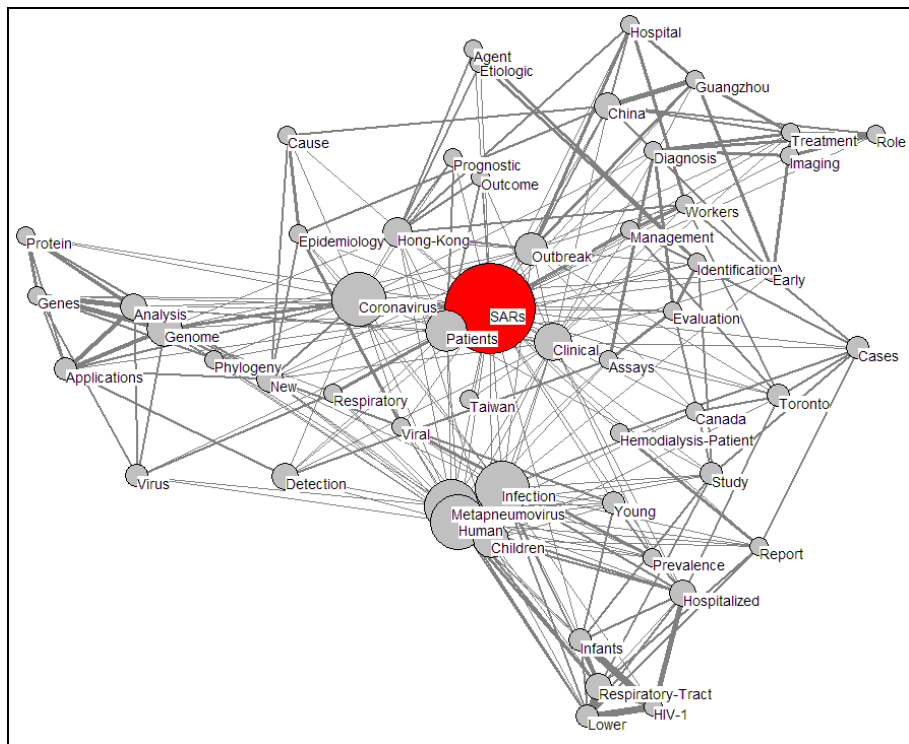 Hospital
Agent
Etiologic
Guangzhou
China
Cause
Treatment
Role
Diagnosis
Imaging
Prognostic
Outcome
Workers
Protein
Epidemiology
Hong-Kong
Management
Outbreak
Identification
Early
Genes
Analysis
Coronavirus
SARs
Evaluation
Genome
Patients
Clinical
Cases
Applications
Phylogeny
New
Assays
Respiratory
Taiwan
Toronto
Canada
Viral
Hemodialysis-Patient
Virus
Detection
Infection
Study
Metapneumovirus
Young
Human
Children
Report
Prevalence
Hospitalized
Infants
Respiratory-Tract
HIV-1
Lower